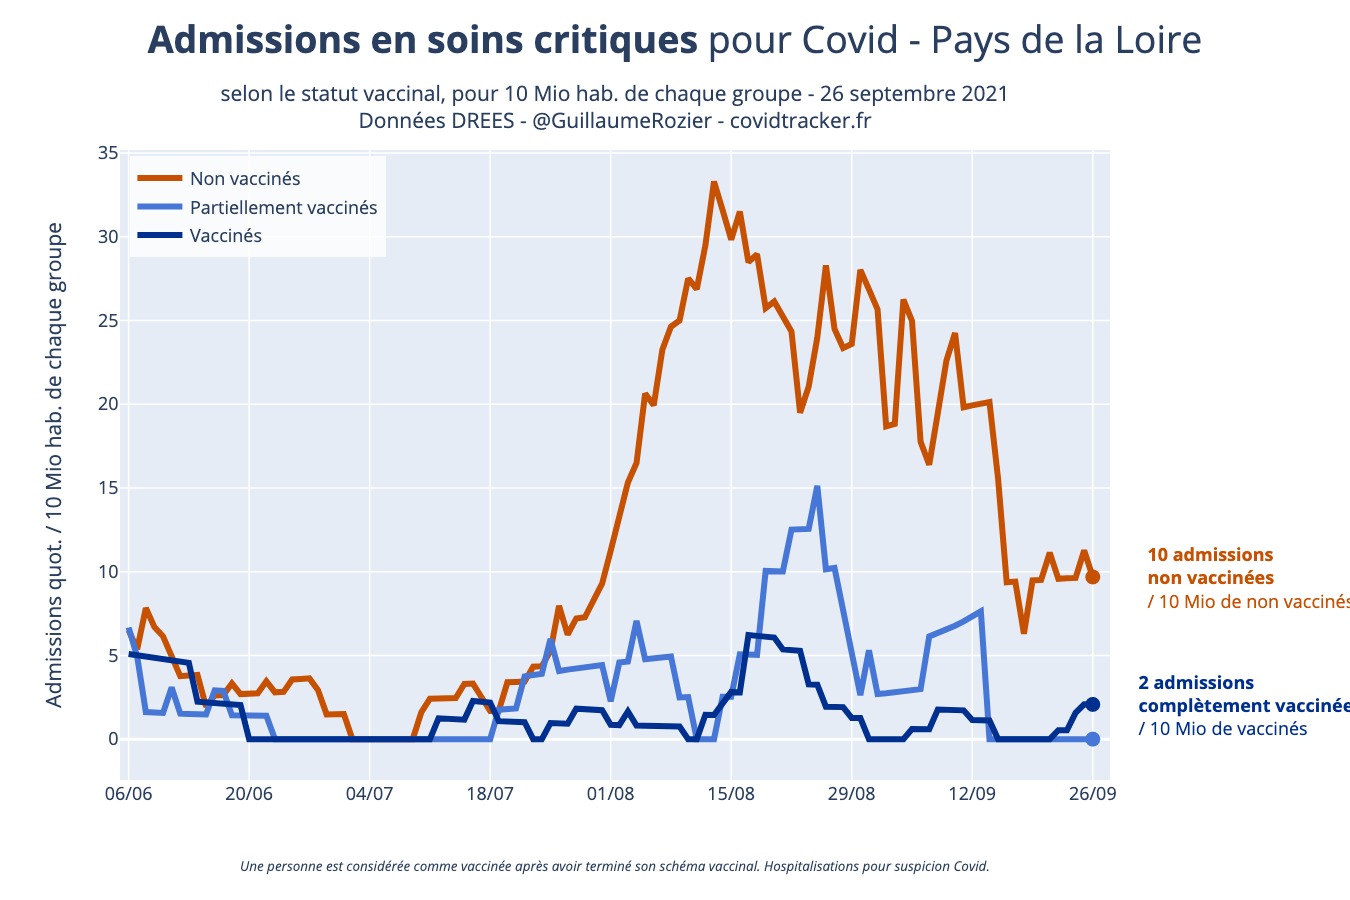 Admissions en soins critiques pour Covid - Pays de la Loire
selon le statut vaccinal, pour 10 Mio hab. de chaque groupe - 26 septembre 2021
Données DREES - @GuillaumeRozier - covidtracker.fr
Non vaccinés
Partiellement vaccinés
Vaccinés
Admissions quot. / 10 Mio hab. de chaque groupe
35
30
25
20
15
10
5
0
06/06
20/06
04/07
18/07
01/08
15/08
29/08
12/09
26/09
10 admissions
non vaccinées
/ 10 Mio de non vaccinés
2 admissions
complètement vaccinée
/ 10 Mio de vaccinés
Une personne est considérée comme vaccinée après avoir terminé son schéma vaccinal. Hospitalisations pour suspicion Covid.